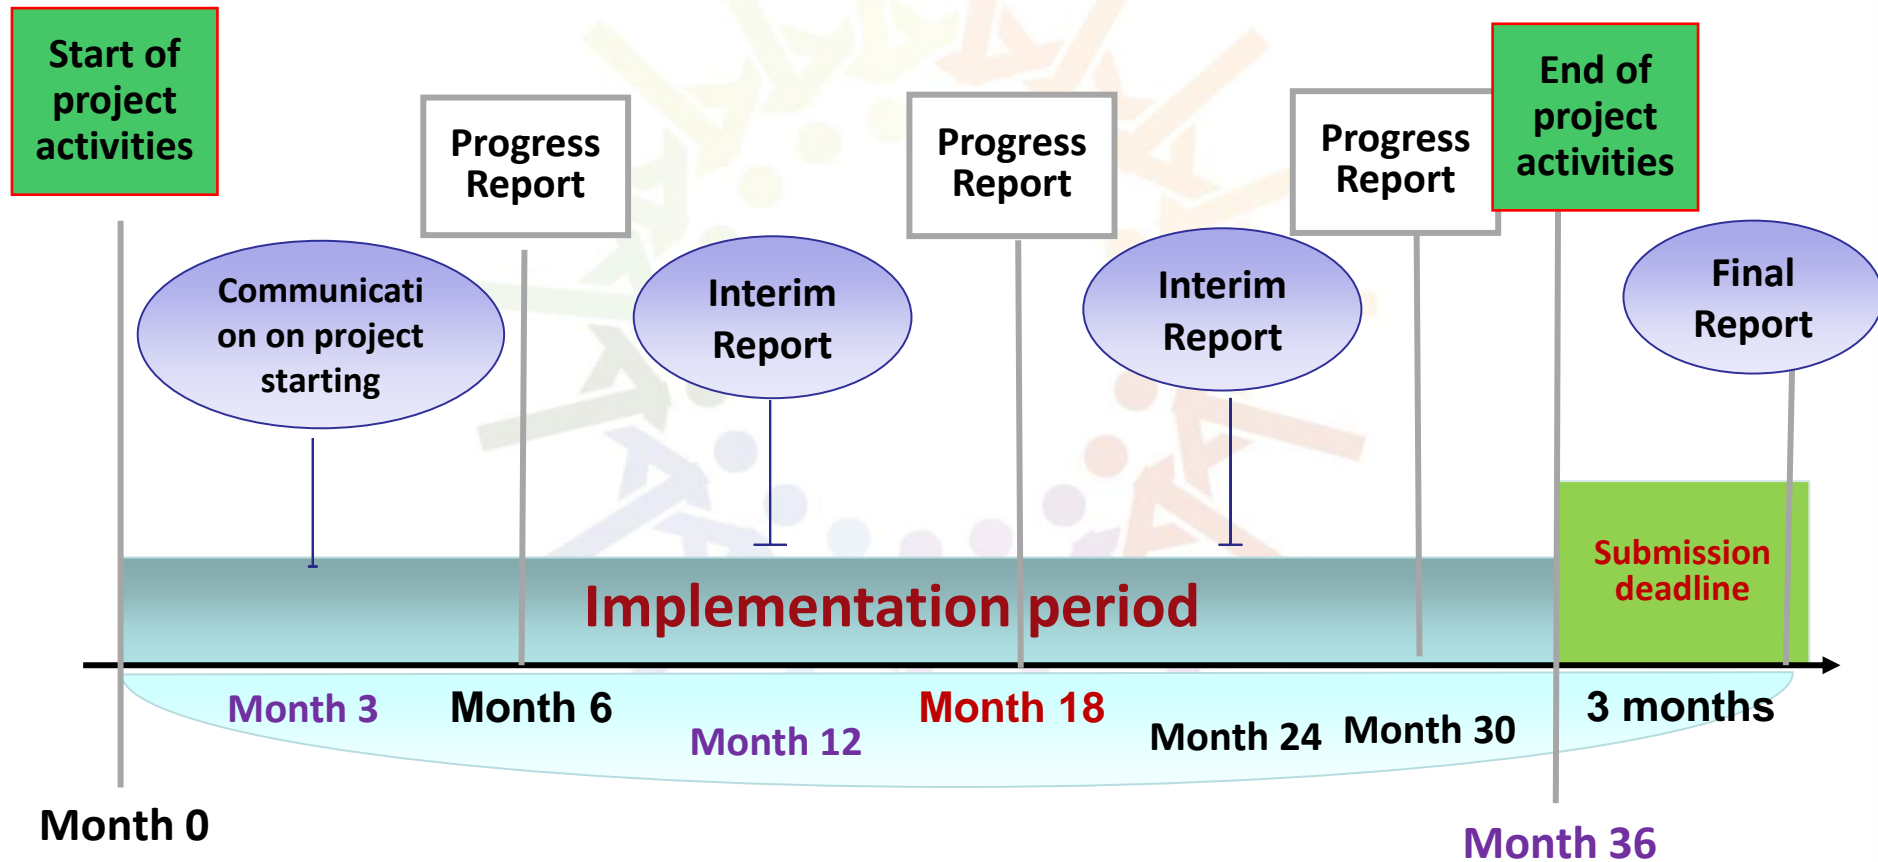 Start of
project
activities
Progress
Report
Progress
Report
Progress
Report
End of
project
activities
Communicati
on on project
starting
Interim
Report
Interim
Report
Final
Report
Implementation period
Submission
deadline
Month 3
Month 6
Month 12
Month 18
Month 24
Month 30
3 months
Month 0
Month 36